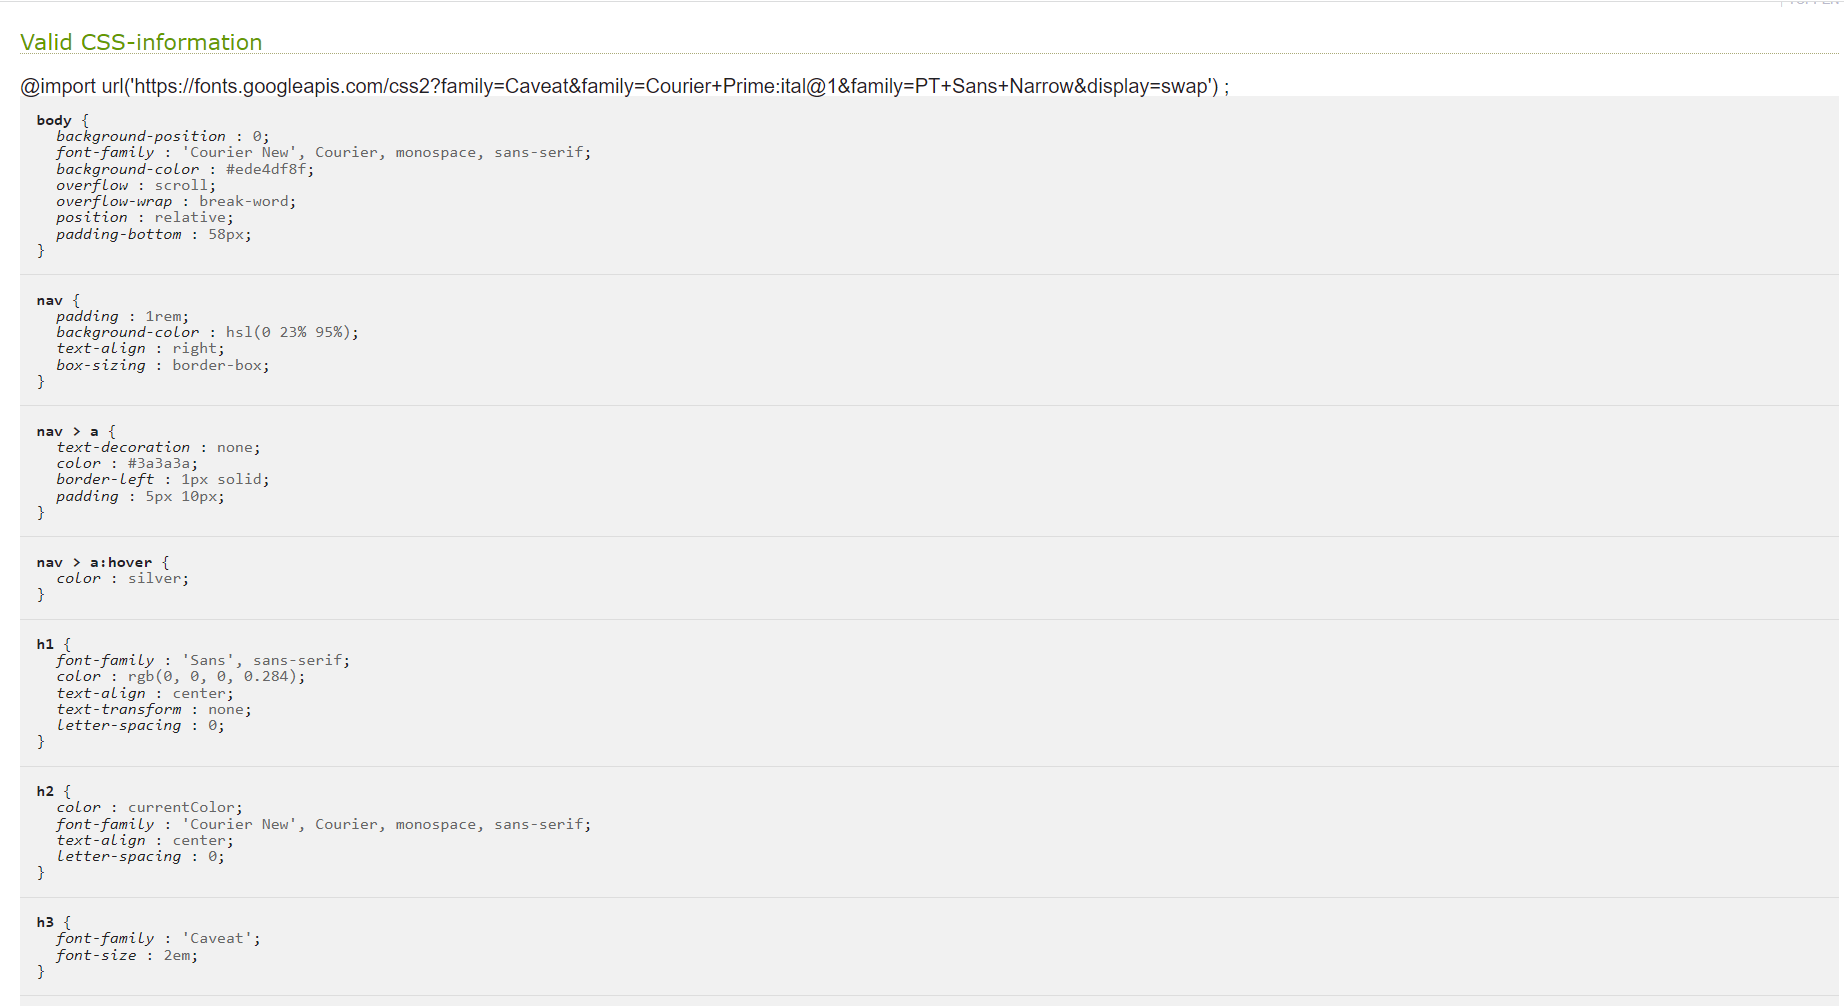 Valid CSS-information
@import url('https://fonts.googleapis.com/css2?family=Caveat&family=Courier+Prime:ital@1&family=PT+Sans+Narrow&display=swap') ;
body {
background-position : 0;
font-family : 'Courier New', Courier, monospace, sans-serif;
background-color : #ede4df8f;
overflow : scroll;
overflow-wrap : break-word;
position : relative;
padding-bottom : 58px;
}
nav {
padding : 1rem;
background-color : hsl(0 23% 95%);
text-align : right;
box-sizing : border-box;
}
nav > a {
text-decoration : none;
color : #3a3a3a;
border-left : 1px solid;
padding : 5px 10px;
}
nav > a:hover {
color : silver;
}
h1 {
font-family : 'Sans', sans-serif;
color : rgb(0, 0, 0, 0.284);
text-align : center;
text-transform : none;
letter-spacing : 0;
}
h2 {
color : currentColor;
font-family : 'Courier New', Courier, monospace, sans-serif;
text-align : center;
letter-spacing : 0;
}
h3 {
font-family : 'Caveat';
font-size : 2em;
}